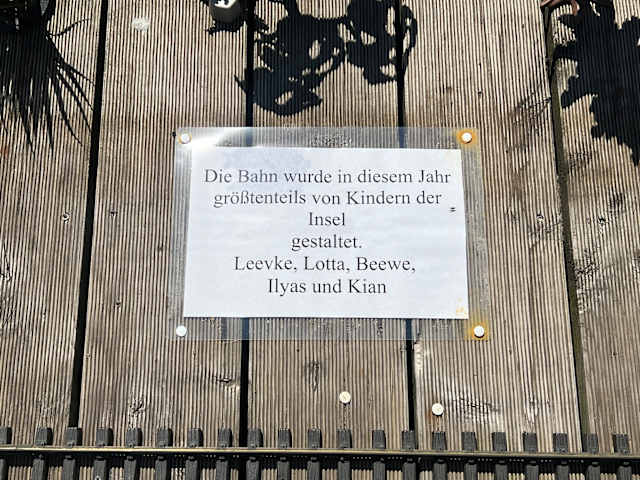 Die Bahn wurde in diesem Jahr
größtenteils von Kindern der
Insel
gestaltet.
Leevke, Lotta, Beewe,
Ilyas und Kian